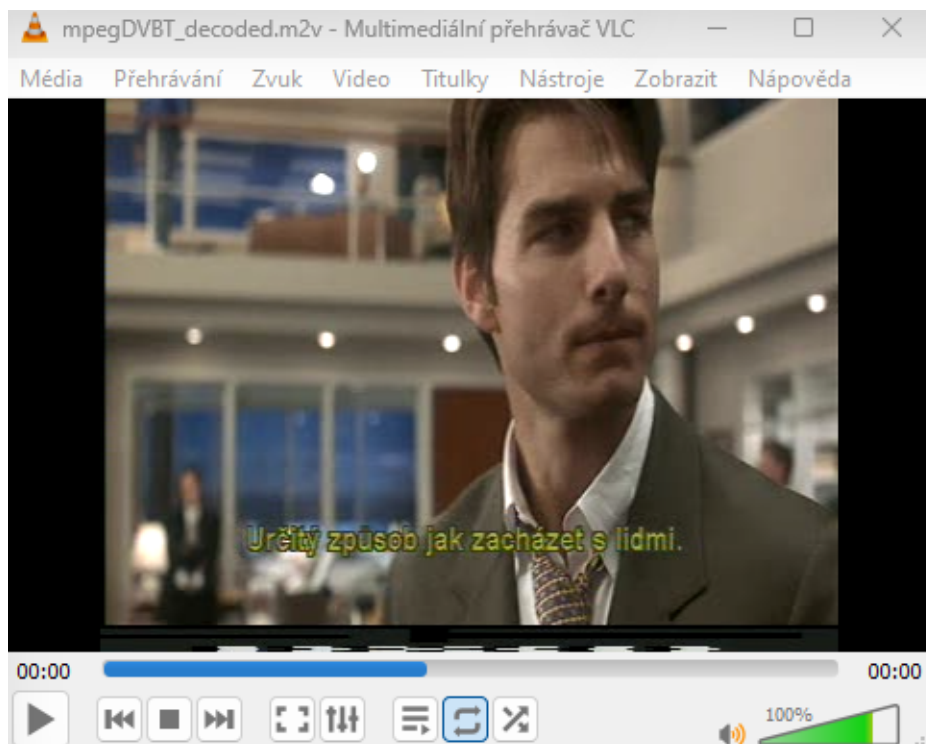 mpegDVBT_decoded.m2v - Multimediální přehrávač VLC
Média Přehrávání Zvuk Video Titulky Nástroje Zobrazit Nápověda
Určitý způsob jak zacházet s lidmi.
00:00 00:00
100%